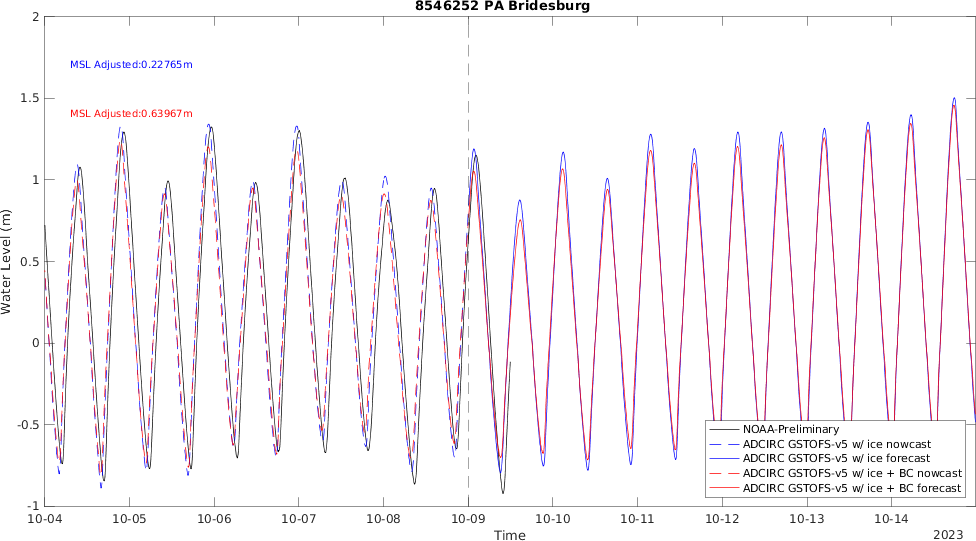 8546252 PA Bridesburg
MSL Adjusted:0.22765m
MSL Adjusted:0.63967m
Water Level (m)
2
1.5
1
0.5
0
-0.5
-1
NOAA-Preliminary
ADCIRC GSTOFS-v5 w/ ice nowcast
ADCIRC GSTOFS-v5 w/ ice forecast
ADCIRC GSTOFS-v5 w/ ice + BC nowcast
ADCIRC GSTOFS-v5 w/ ice + BC forecast
10-04 10-05 10-06 10-07 10-08 10-09 10-10 10-11 10-12 10-13 10-14
Time
2023